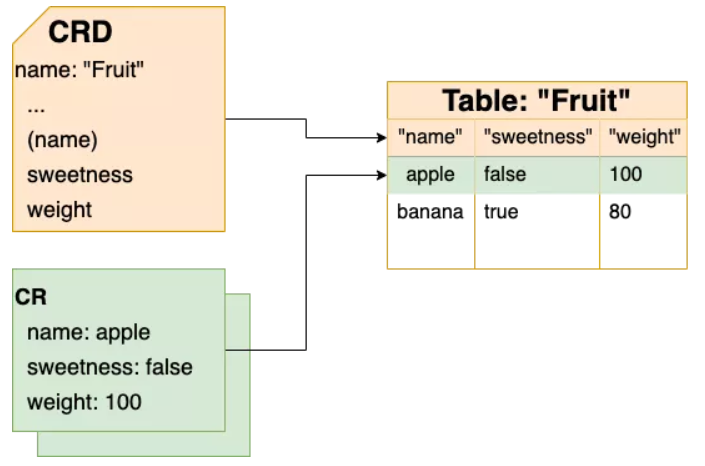 CRD
name: "Fruit"
...
(name)
sweetness
weight
CR
name: apple
sweetness: false
weight: 100
Table: "Fruit"
"name" "sweetness" "weight"
apple false 100
banana true 80